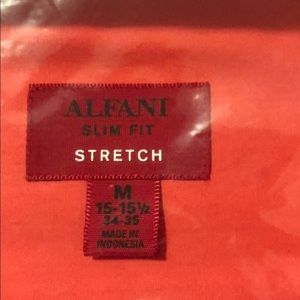 ALFANI
SLIM FIT
STRETCH
M
15-15½
34-35
MADE IN
INDONESIA